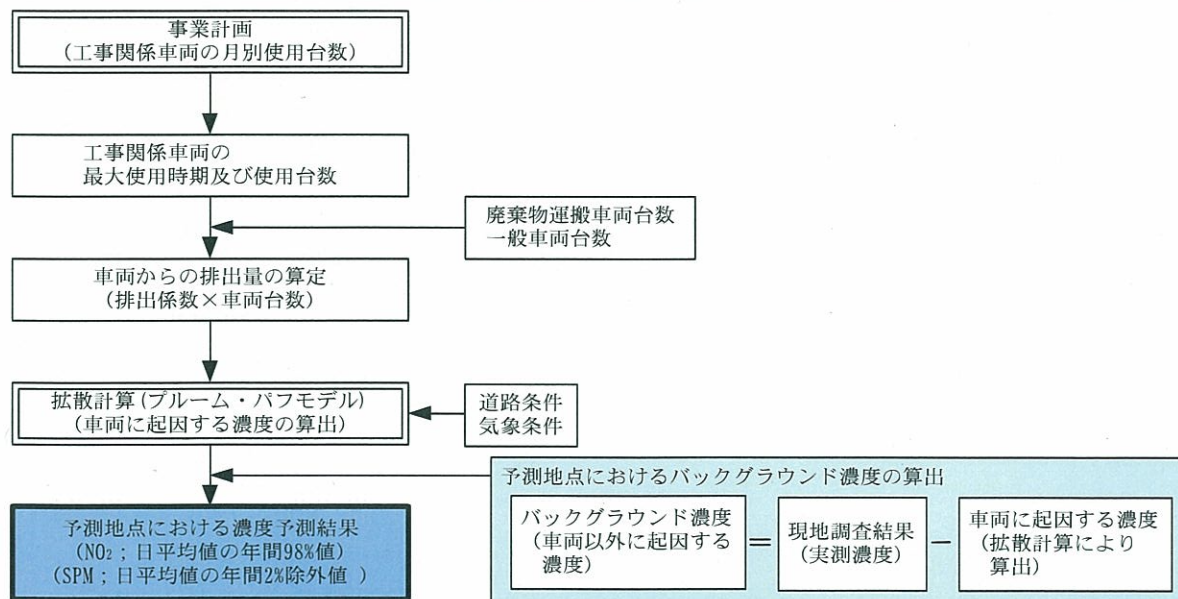 事業計画
(工事関係車両の月別使用台数)
工事関係車両の
最大使用時期及び使用台数
廃棄物運搬車両台数
一般車両台数
車両からの排出量の算定
(排出係数×車両台数)
拡散計算(プルーム・パフモデル)
(車両に起因する濃度の算出)
道路条件
気象条件
予測地点におけるバックグラウンド濃度の算出
バックグラウンド濃度
(車両以外に起因する
濃度)
=
現地調査結果
(実測濃度)
−
車両に起因する濃度
(拡散計算により
算出)
予測地点における濃度予測結果
(NO₂;日平均値の年間98%値)
(SPM;日平均値の年間2%除外値 )